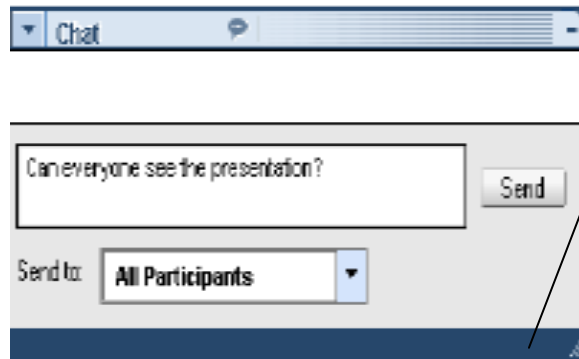 Chat
Can everyone see the presentation?
Send
Send to: All Participants